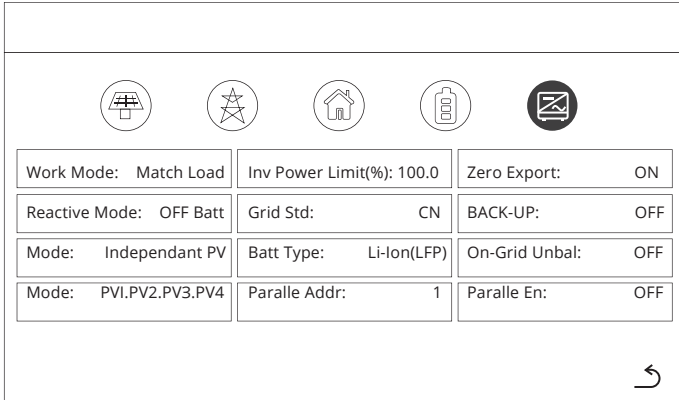 Work Mode: Match Load
Inv Power Limit(%): 100.0
Zero Export: ON
Reactive Mode: OFF Batt
Grid Std: CN
BACK-UP: OFF
Mode: Independant PV
Batt Type: Li-Ion(LFP)
On-Grid Unbal: OFF
Mode: PVI.PV2.PV3.PV4
Paralle Addr: 1
Paralle En: OFF